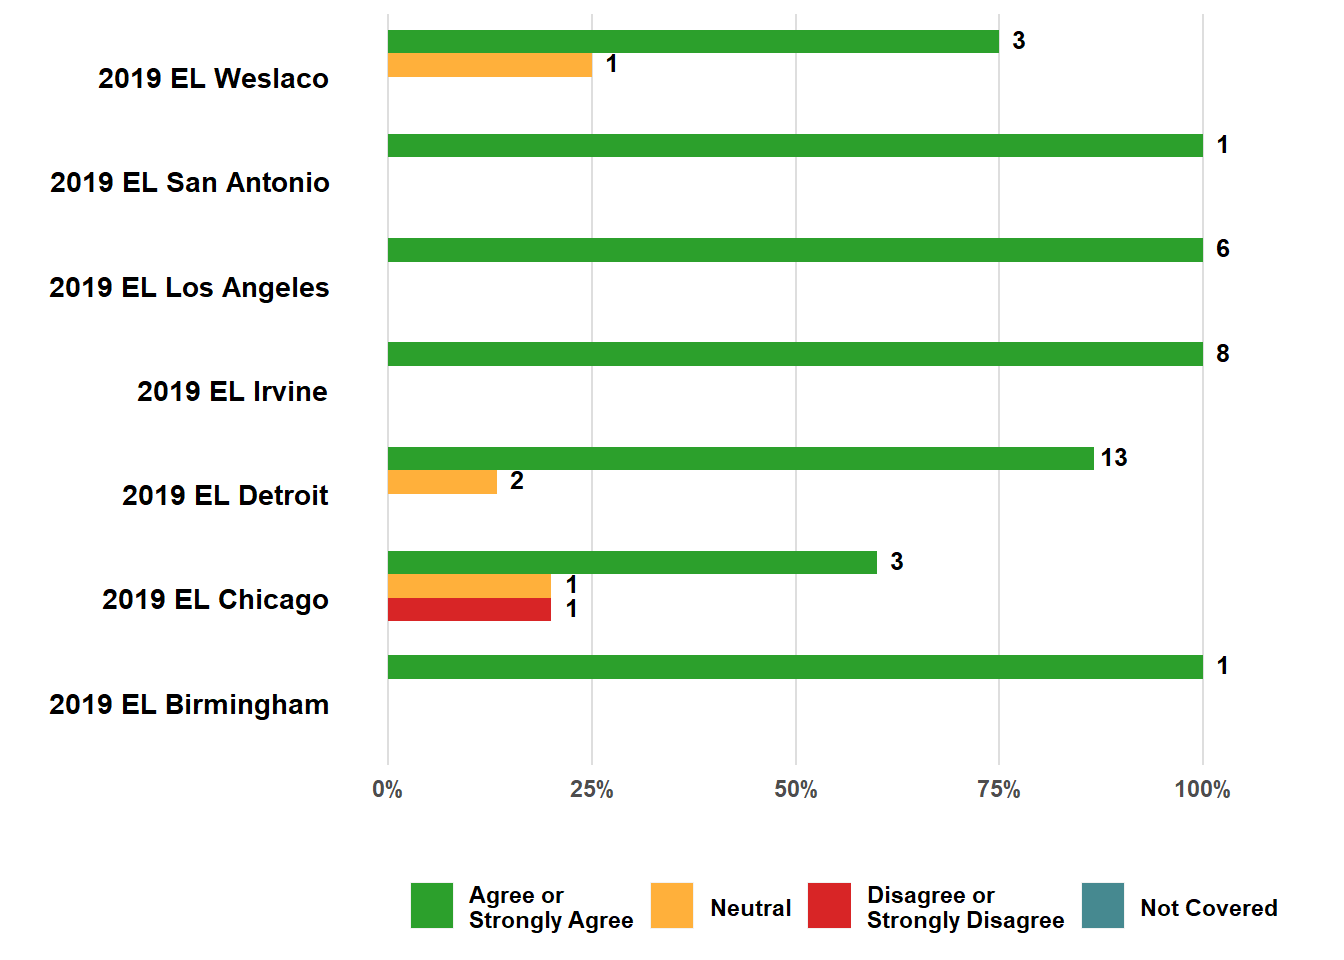 3
1
2019 EL Weslaco
1
2019 EL San Antonio
6
2019 EL Los Angeles
8
2019 EL Irvine
13
2
2019 EL Detroit
3
1
1
2019 EL Chicago
1
2019 EL Birmingham
0% 25% 50% 75% 100%
Agree or
Strongly Agree
Neutral
Disagree or
Strongly Disagree
Not Covered